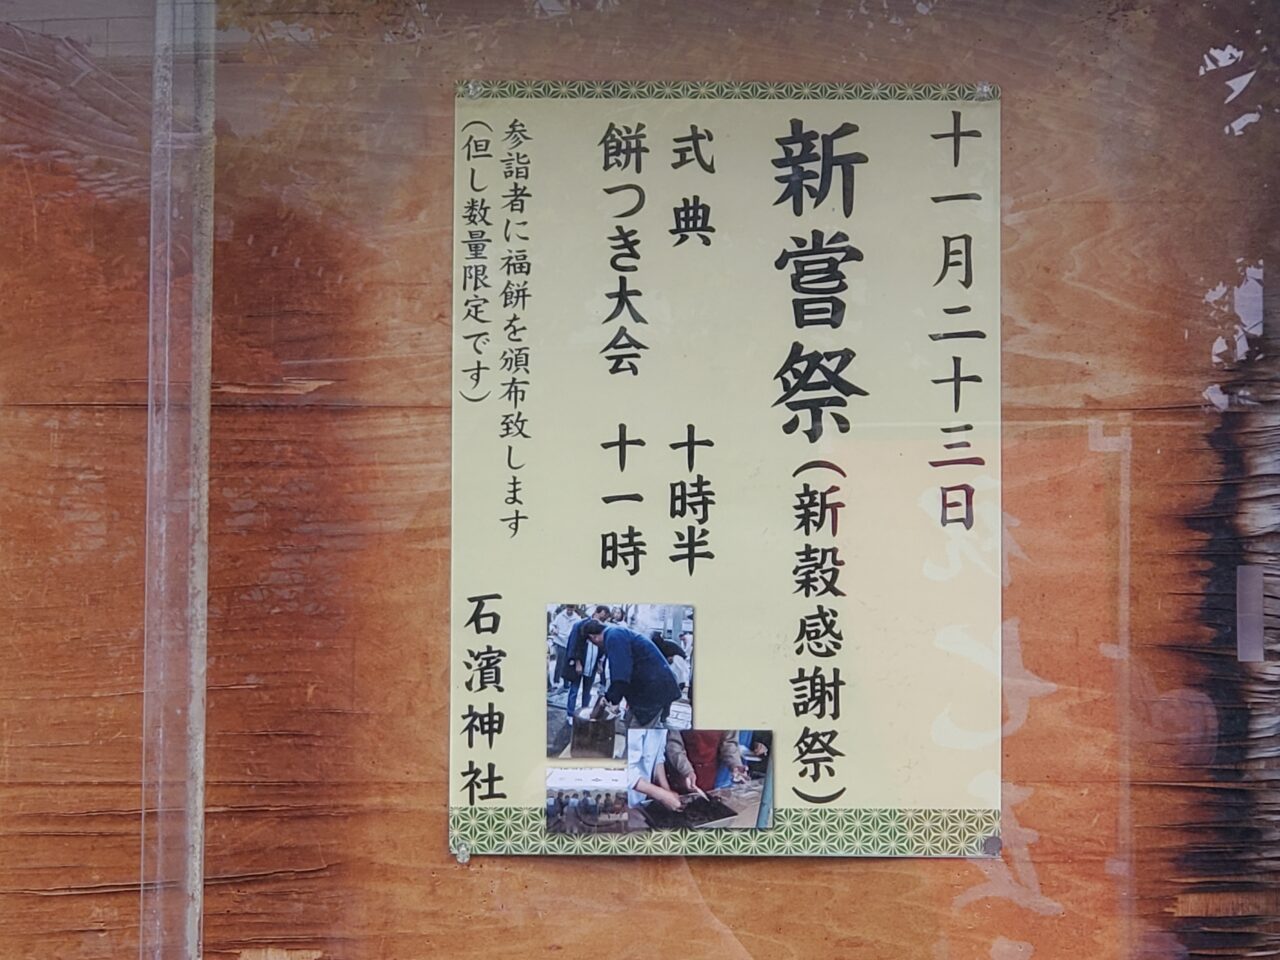 十一月二十三日
新嘗祭(新穀感謝祭)
式典 十時半
餅つき大会 十一時
参詣者に福餅を頒布致します
(但し数量限定です)
石濱神社